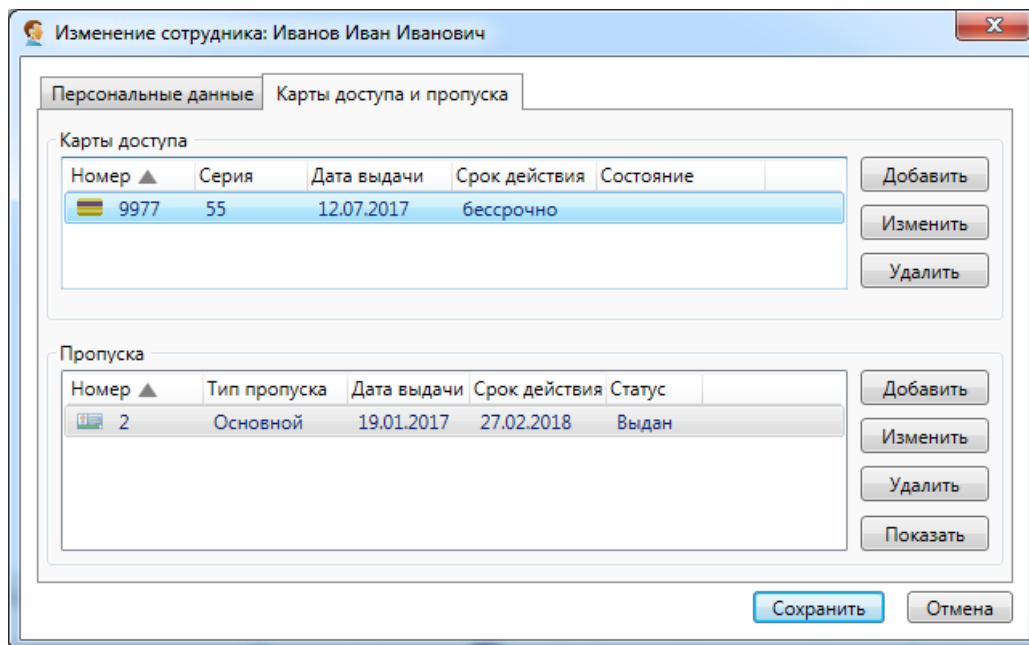 Изменение сотрудника: Иванов Иван Иванович
Персональные данные Карты доступа и пропуска
Карты доступа
Номер Серия Дата выдачи Срок действия Состояние
9977 55 12.07.2017 бессрочно
Добавить
Изменить
Удалить
Пропуска
Номер Тип пропуска Дата выдачи Срок действия Статус
2 Основной 19.01.2017 27.02.2018 Выдан
Добавить
Изменить
Удалить
Показать
Сохранить Отмена